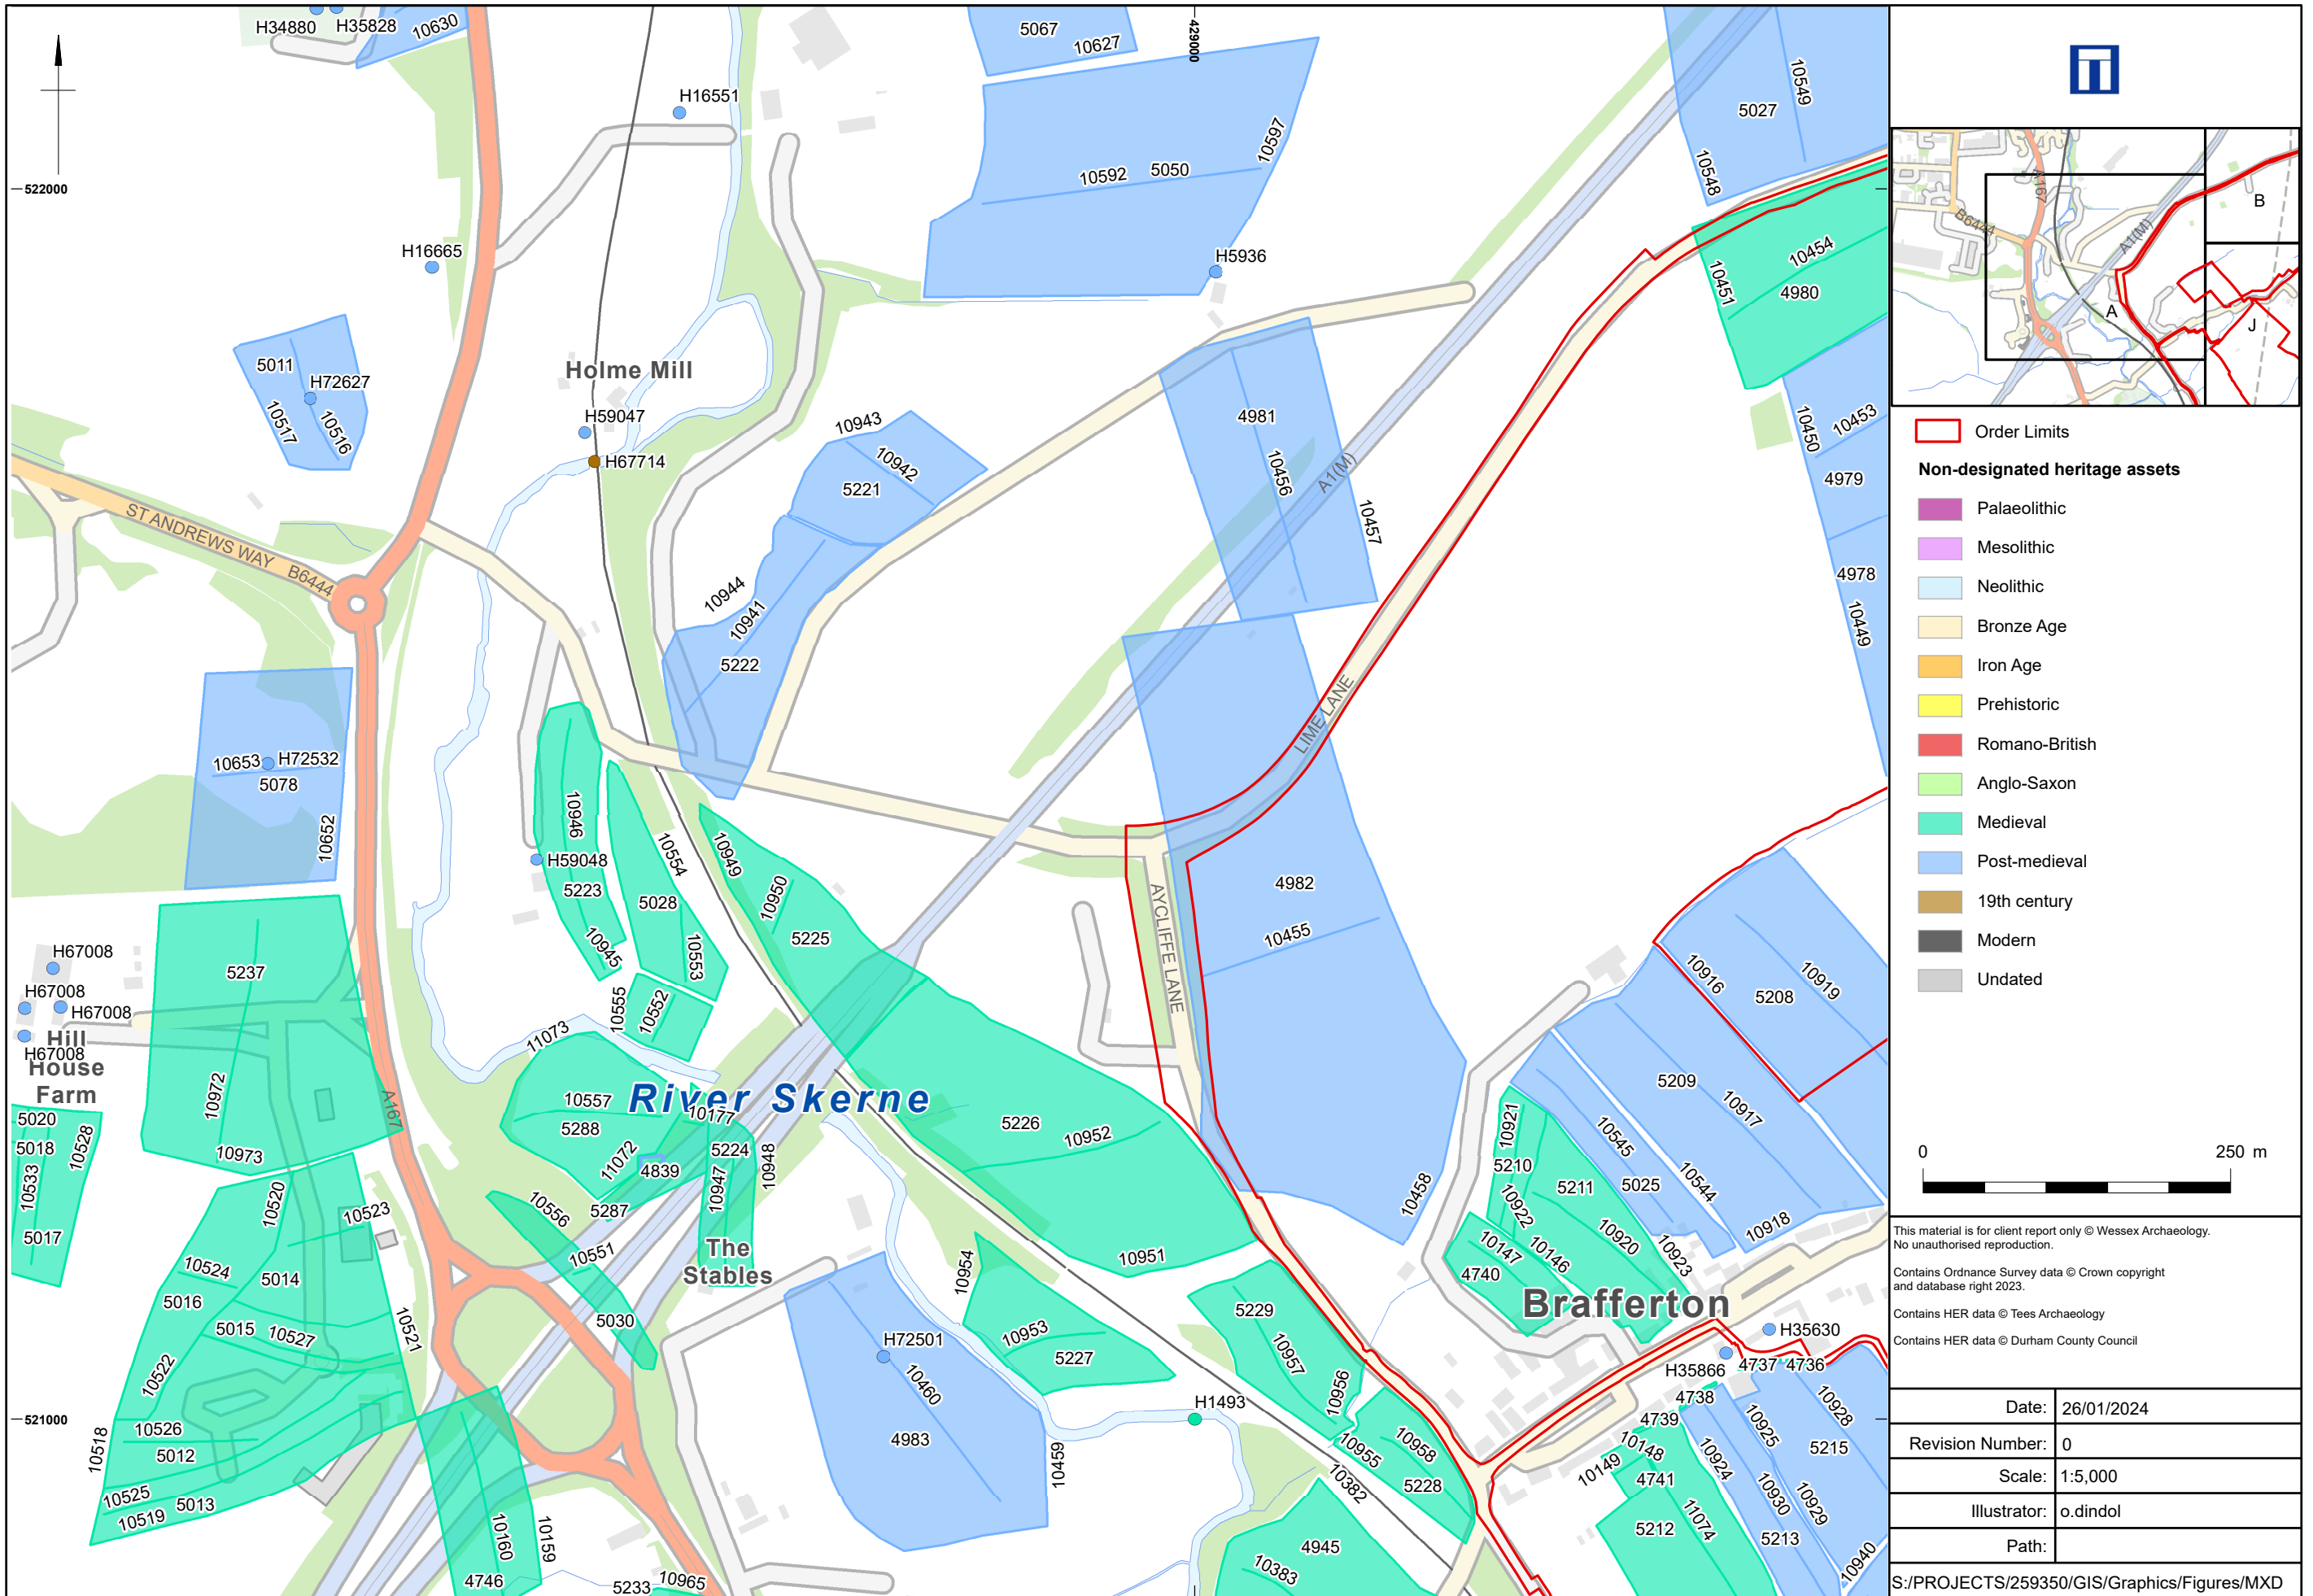 H34880
H35828
10630
5067
10627
429000
10549
5027
H16551
10597
10592
5050
10548
522000
H16665
H5936
10454
10451
4980
5011
H72627
10517
10516
Holme Mill
H59047
H67714
10943
10942
5221
4981
10456
A1(M)
10457
10450
10453
4979
4978
10449
ST ANDREWS WAY
B6444
10944
10941
5222
LIME LANE
10653
H72532
5078
10652
10946
H59048
5223
10945
10554
5028
10553
10949
10950
5225
10555
10552
4982
10455
AYCLIFFE LANE
10916
10919
5208
H67008
H67008
H67008
H67008
Hill
House
Farm
5237
10972
10973
A167
11073
10557
5288
River Skerne
10177
5224
11072
4839
10947
10948
5287
10556
10551
5030
The
Stables
5226
10952
10951
10458
5209
10917
10545
10544
5025
10918
10921
5210
5211
10922
10920
10923
10147
10146
4740
Brafferton
5020
5018
10528
10533
5017
10520
10523
10524
5014
5016
5015
10527
10521
10522
10526
10518
5012
10525
5013
10519
10160
10159
4746
5233
10965
H72501
10460
4983
10459
10954
10953
5227
H1493
5229
10957
10956
10955
10958
5228
10382
4945
10383
521000
H35630
H35866
4737
4736
4738
4739
10148
10149
4741
10924
10925
10928
5215
11074
5212
10930
10929
5213
10940
A167
B6444
A1(M)
A
B
J
Order Limits
Non-designated heritage assets
Palaeolithic
Mesolithic
Neolithic
Bronze Age
Iron Age
Prehistoric
Romano-British
Anglo-Saxon
Medieval
Post-medieval
19th century
Modern
Undated
0 250 m
This material is for client report only © Wessex Archaeology.
No unauthorised reproduction.
Contains Ordnance Survey data © Crown copyright
and database right 2023.
Contains HER data © Tees Archaeology
Contains HER data © Durham County Council
Date: 26/01/2024
Revision Number: 0
Scale: 1:5,000
Illustrator: o.dindol
Path:
S:/PROJECTS/259350/GIS/Graphics/Figures/MXD